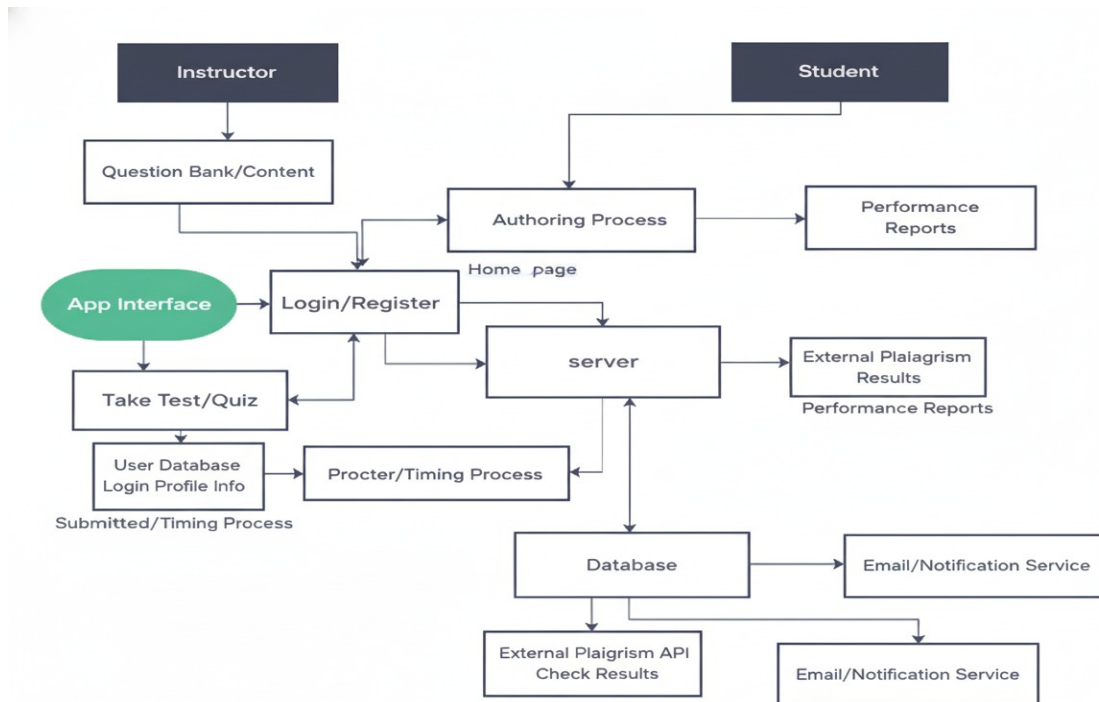 Instructor
Student
Question Bank/Content
Authoring Process
Performance
Reports
Home page
App Interface
Login/Register
server
External Plaiagrism
Results
Performance Reports
Take Test/Quiz
User Database
Login Profile Info
Submitted/Timing Process
Procter/Timing Process
Database
Email/Notification Service
External Plaigrism API
Check Results
Email/Notification Service